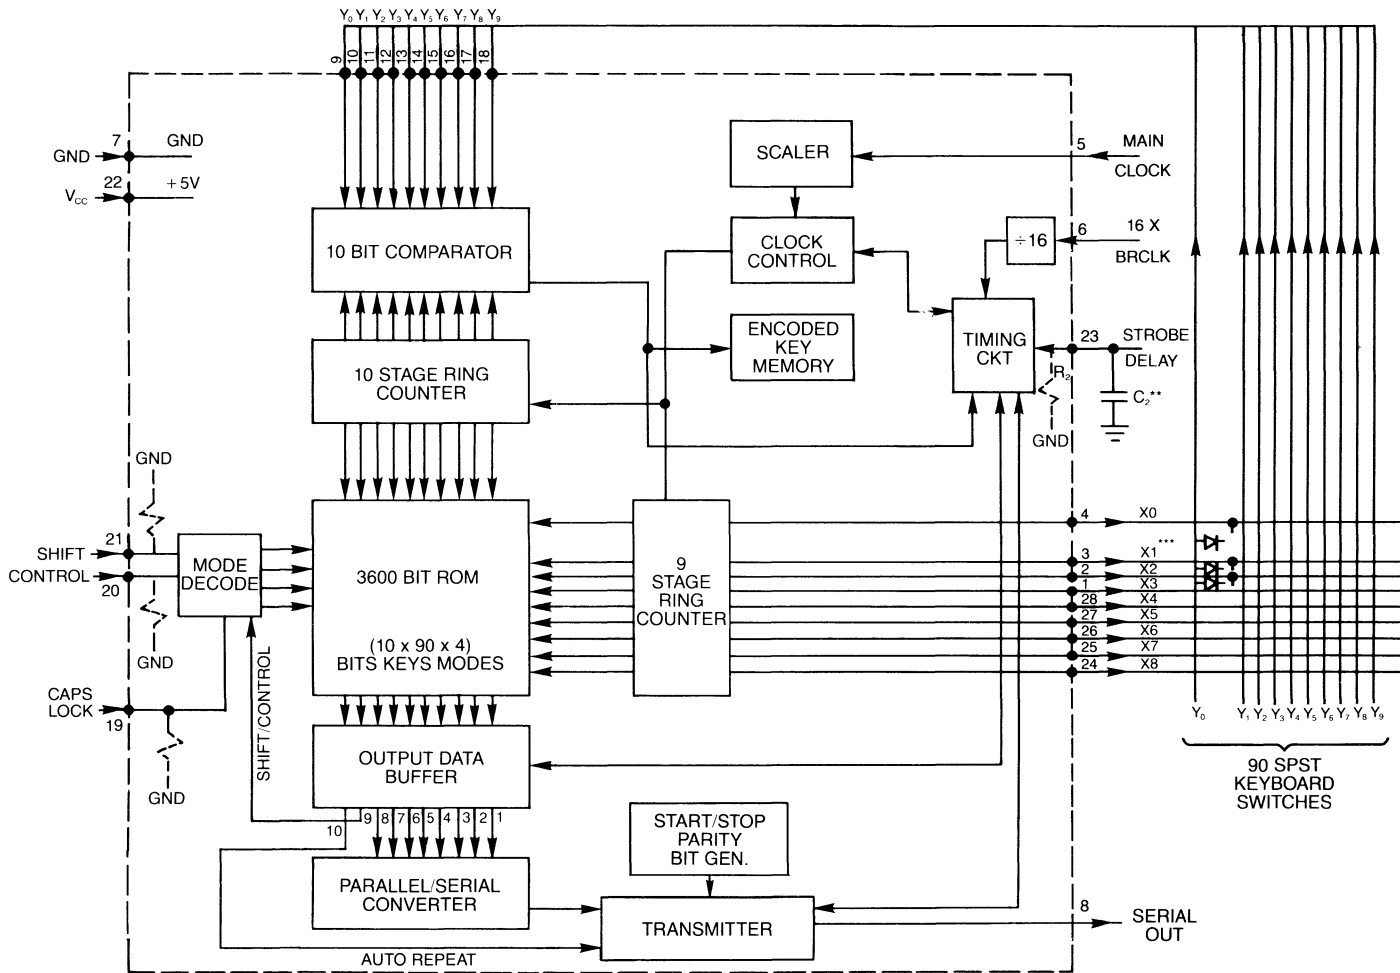 Y₀ Y₁ Y₂ Y₃ Y₄ Y₅ Y₆ Y₇ Y₈ Y₉
9 10 11 12 13 14 15 16 17 18
GND 7 GND
V_CC 22 +5V
SCALER
5 MAIN
CLOCK
10 BIT COMPARATOR
CLOCK
CONTROL
÷16
6 16 X
BRCLK
ENCODED
KEY
MEMORY
TIMING
CKT
23 STROBE
DELAY
R₂
C₂**
GND
10 STAGE RING
COUNTER
GND
21
SHIFT
CONTROL
20
MODE
DECODE
GND
3600 BIT ROM
(10 x 90 x 4)
BITS KEYS MODES
9
STAGE
RING
COUNTER
4 X0
***
3 X1
2 X2
1 X3
28 X4
27 X5
26 X6
25 X7
24 X8
CAPS
LOCK
19
GND
SHIFT/CONTROL
Y₀ Y₁ Y₂ Y₃ Y₄ Y₅ Y₆ Y₇ Y₈ Y₉
90 SPST
KEYBOARD
SWITCHES
OUTPUT DATA
BUFFER
10 9 8 7 6 5 4 3 2 1
START/STOP
PARITY
BIT GEN.
PARALLEL/SERIAL
CONVERTER
TRANSMITTER
8 SERIAL
OUT
AUTO REPEAT